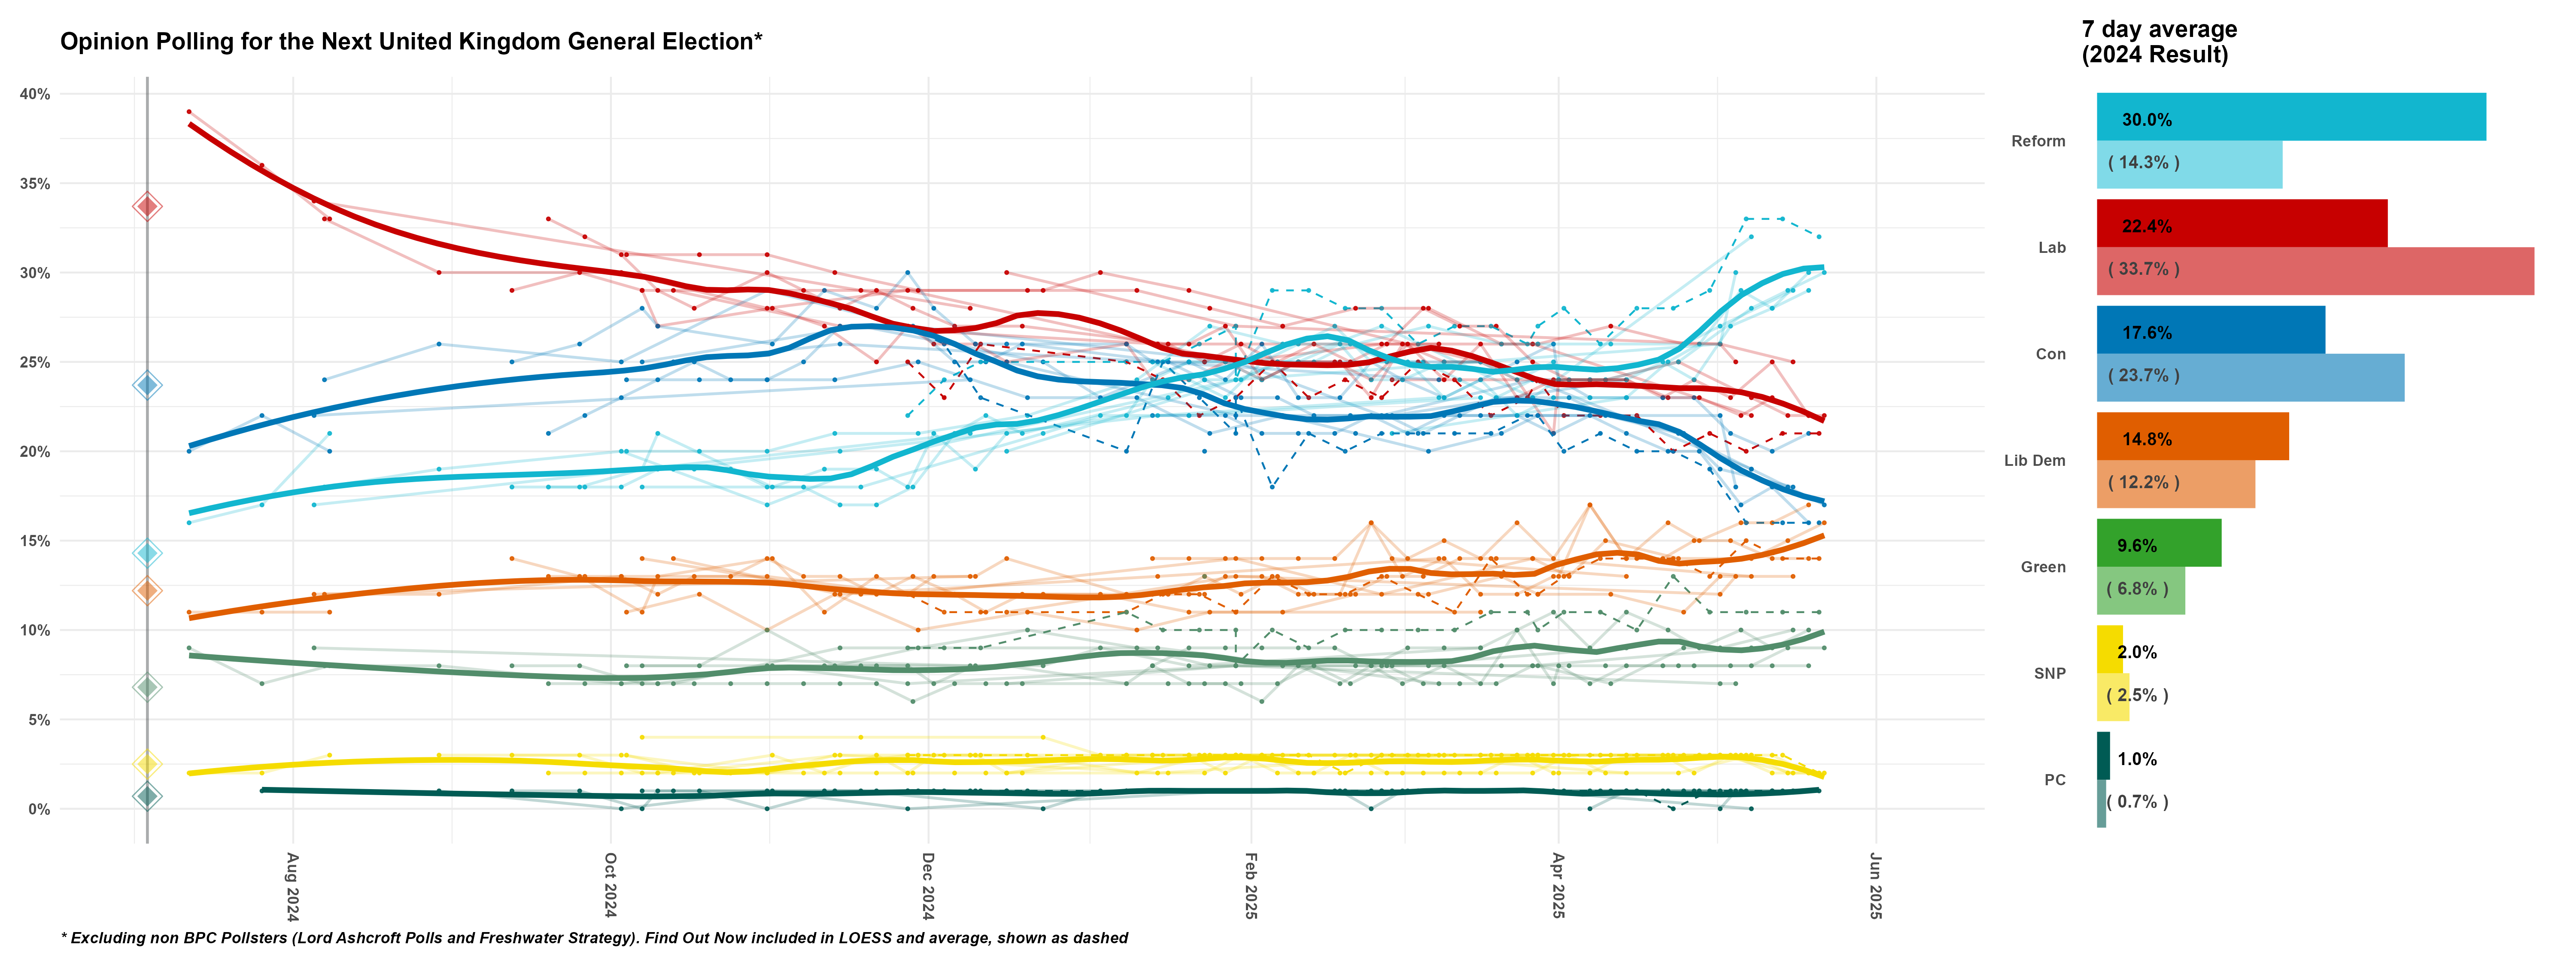 Opinion Polling for the Next United Kingdom General Election*
40%
35%
30%
25%
20%
15%
10%
5%
0%
Aug 2024
Oct 2024
Dec 2024
Feb 2025
Apr 2025
Jun 2025
* Excluding non BPC Pollsters (Lord Ashcroft Polls and Freshwater Strategy). Find Out Now included in LOESS and average, shown as dashed
7 day average
(2024 Result)
Reform
30.0%
( 14.3% )
Lab
22.4%
( 33.7% )
Con
17.6%
( 23.7% )
Lib Dem
14.8%
( 12.2% )
Green
9.6%
( 6.8% )
SNP
2.0%
( 2.5% )
PC
1.0%
( 0.7% )